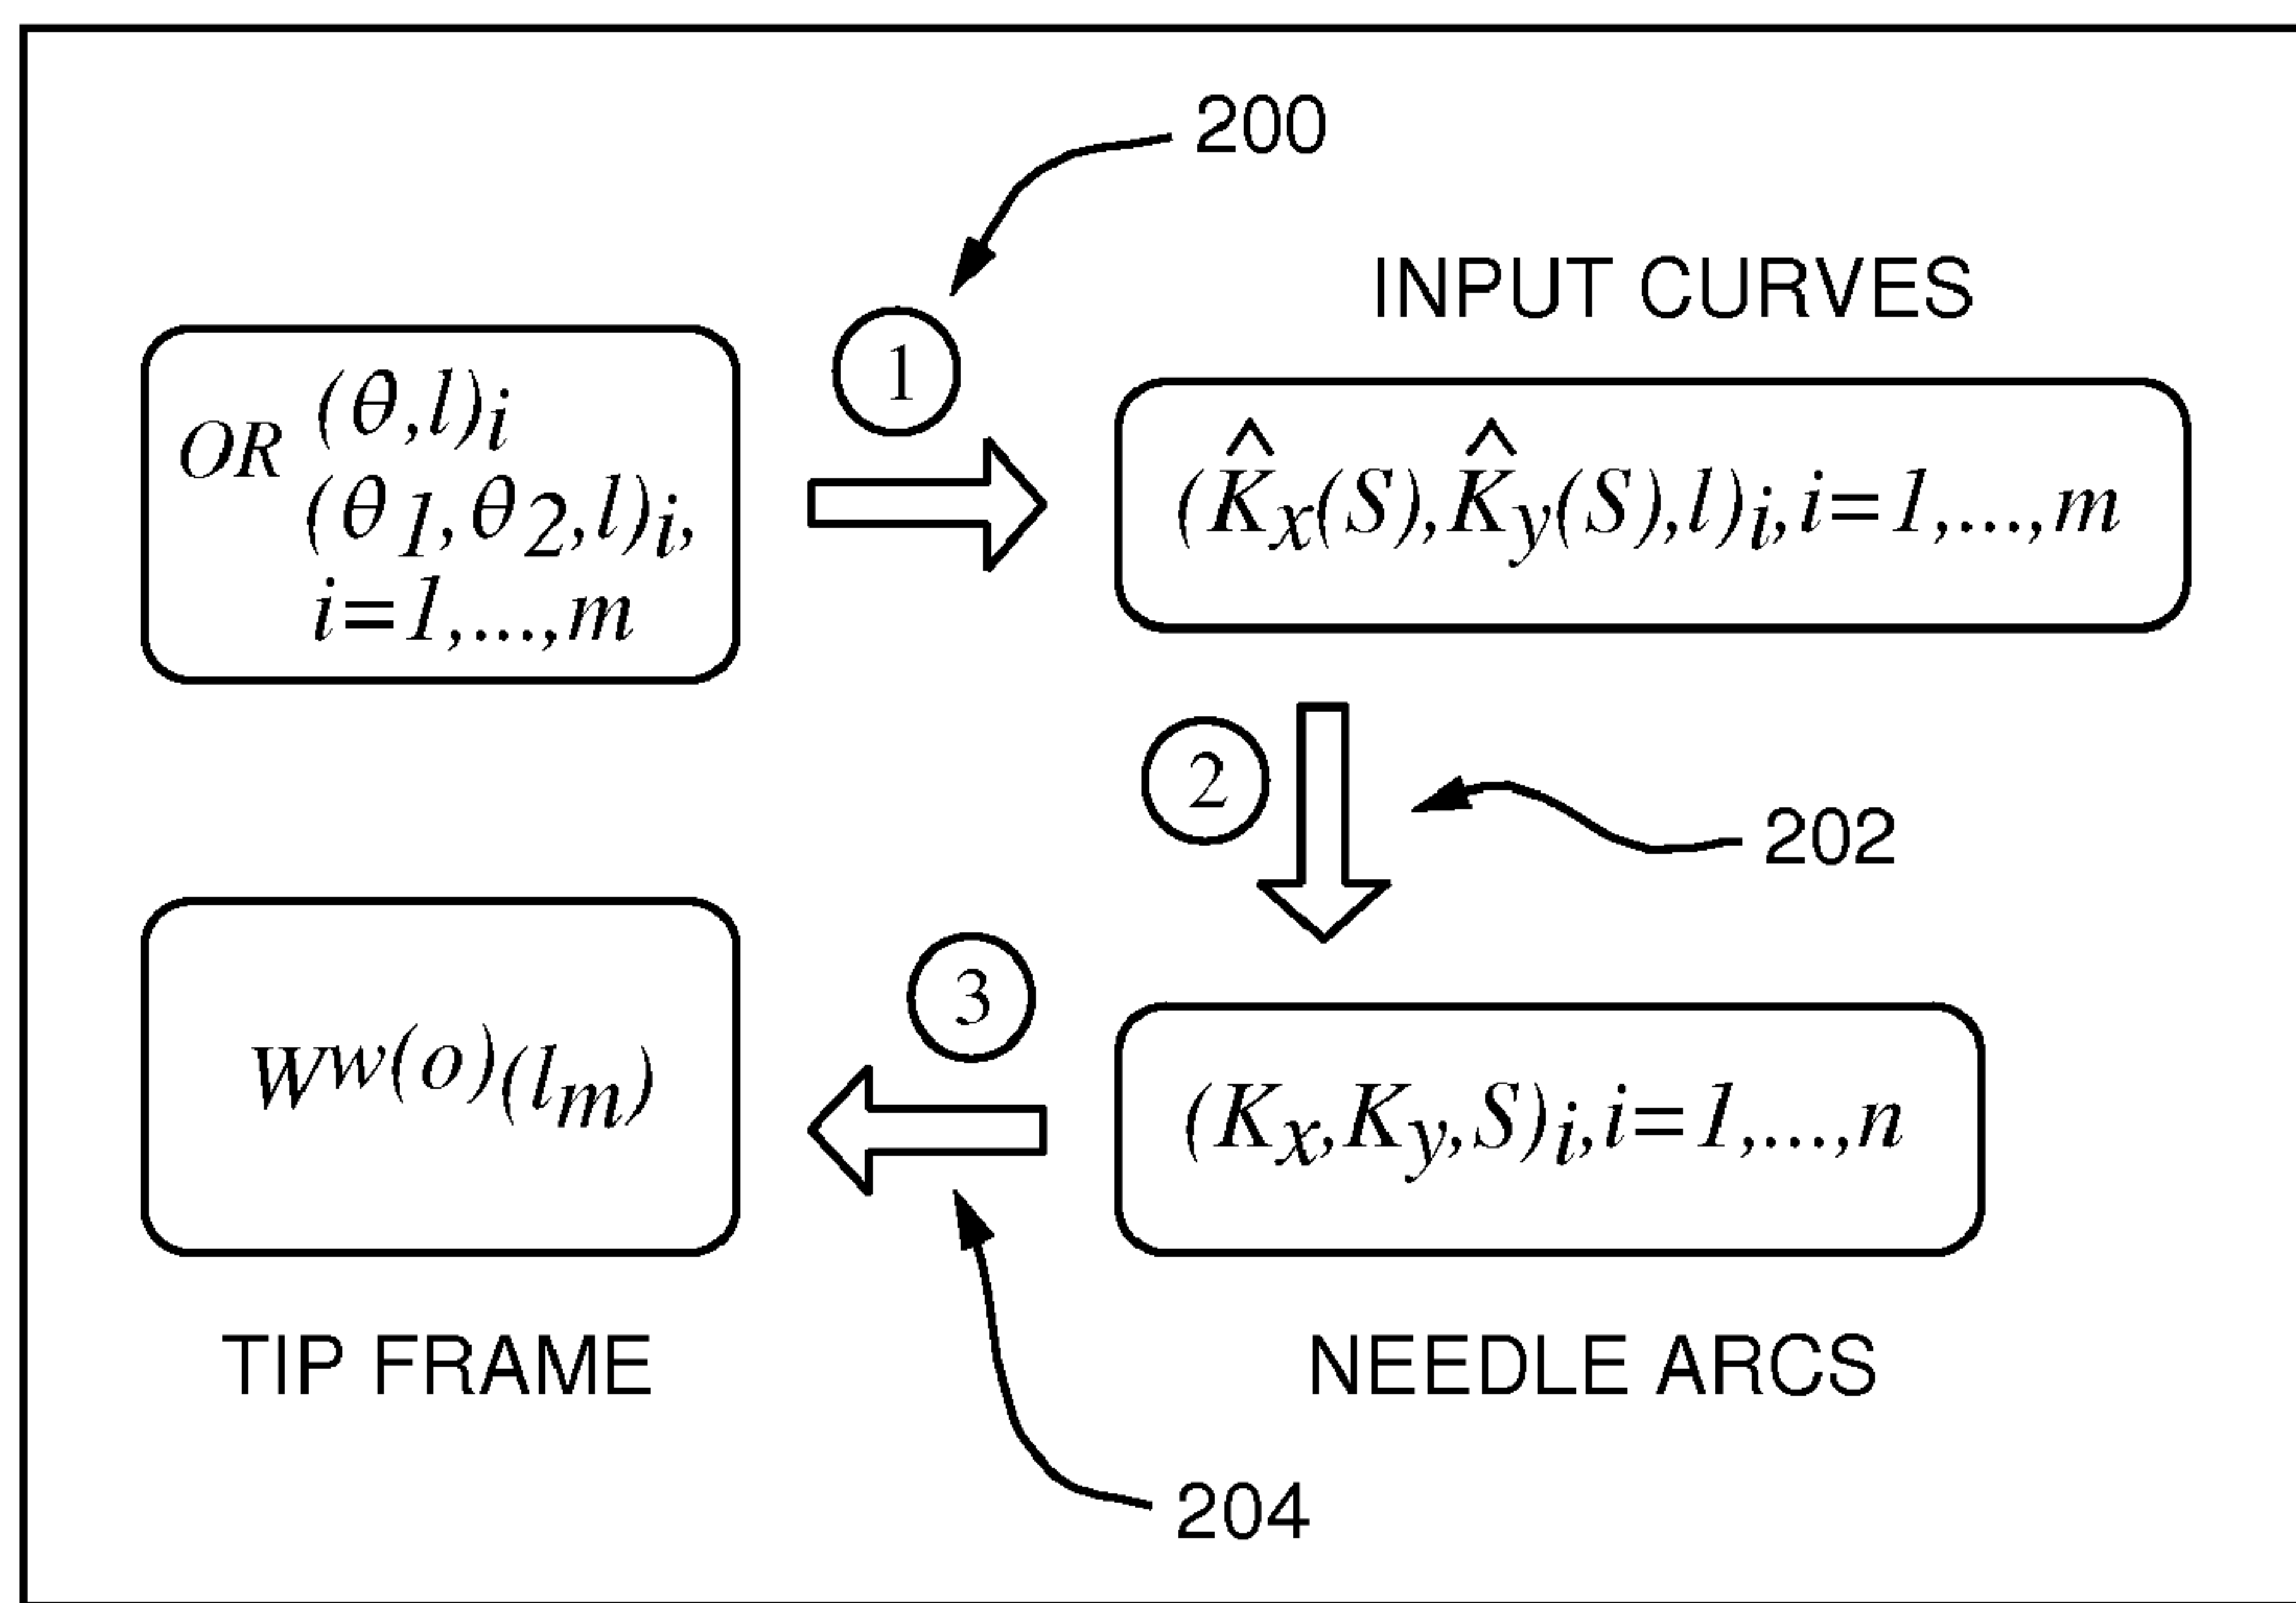 200
INPUT CURVES
1
OR (θ,l)i
(θ1,θ2,l)i,
i=1,...,m
(K̂x(S),K̂y(S),l)i,i=1,...,m
2
202
3
Ww(o)(lm)
(Kx,Ky,S)i,i=1,...,n
TIP FRAME
NEEDLE ARCS
204